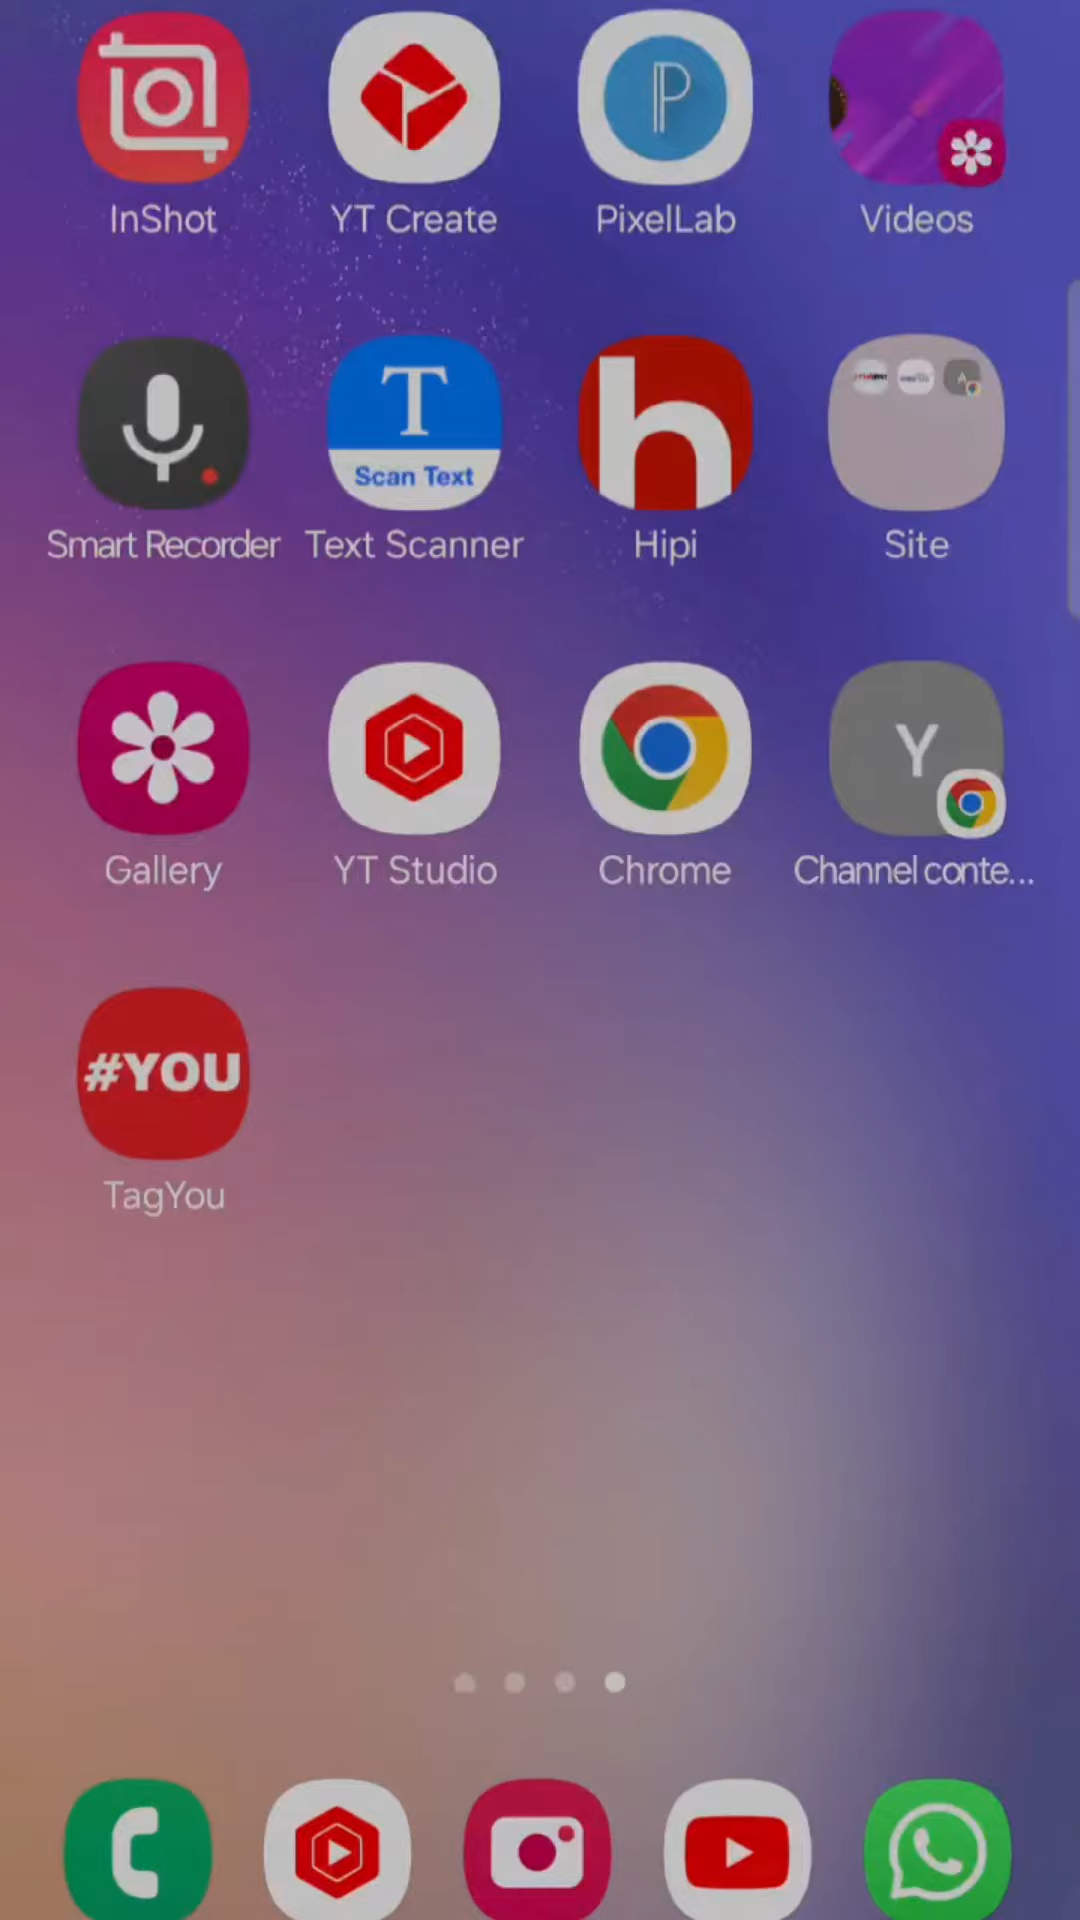 InShot
YT Create
PixelLab
Videos
T
Scan Text
Smart Recorder
Text Scanner
Hipi
Site
Gallery
YT Studio
Chrome
Y
Channel conte...
#YOU
TagYou